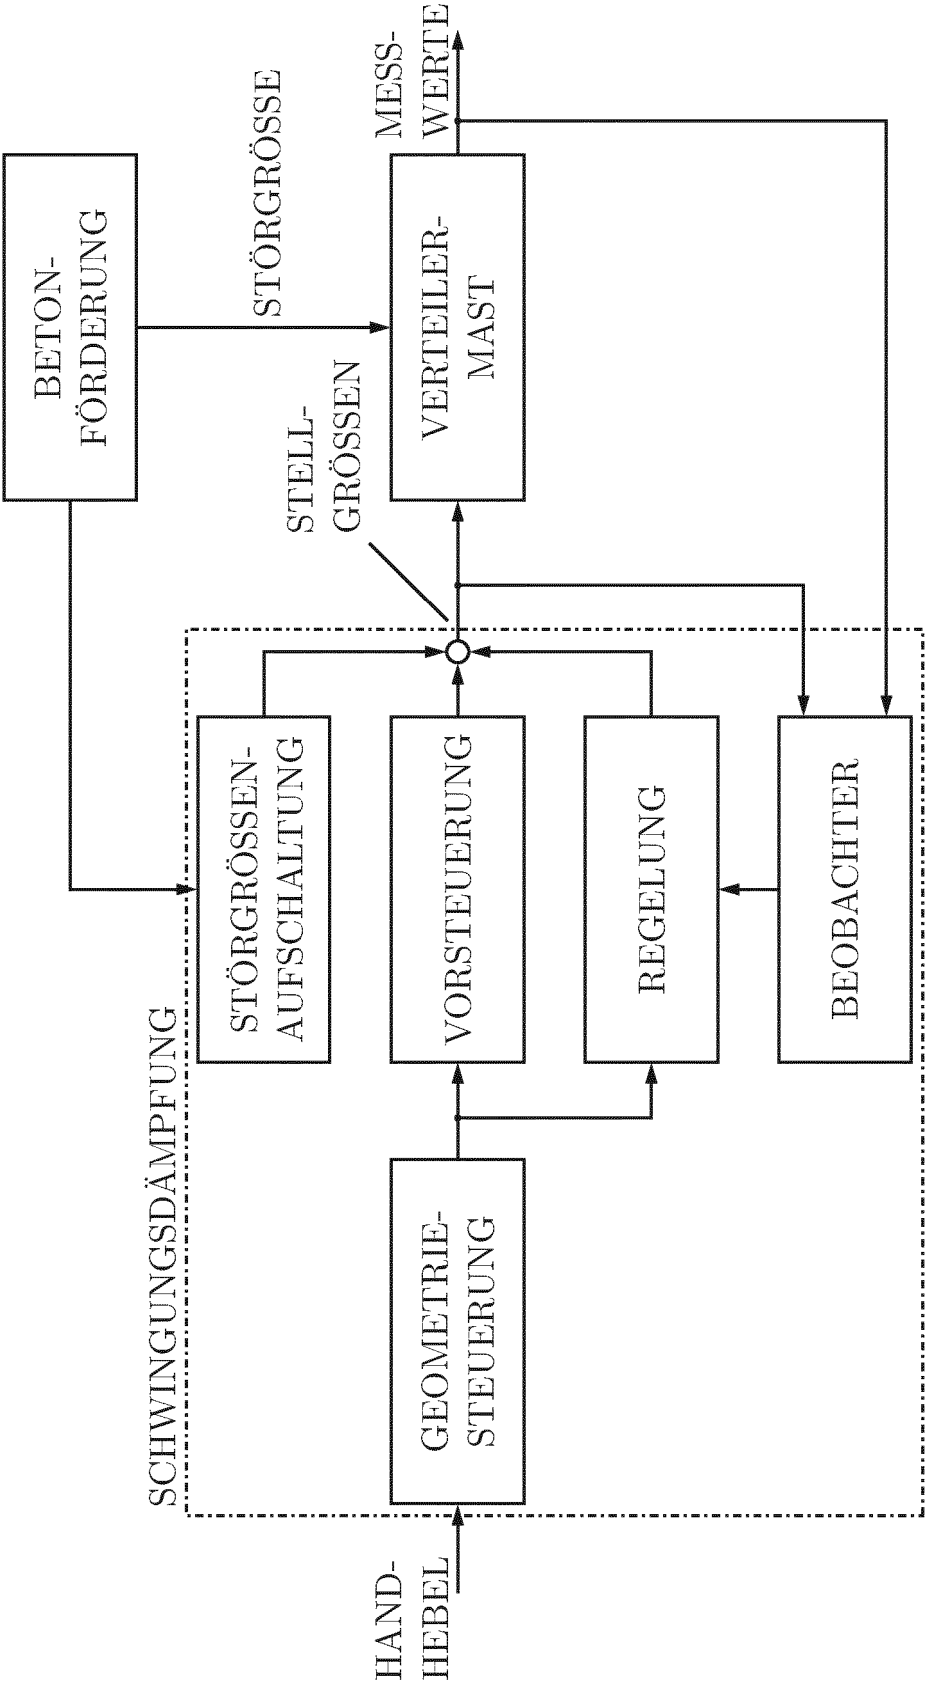 BETON-
FÖRDERUNG
SCHWINGUNGSDÄMPFUNG
STÖRGRÖSSEN-
AUFSCHALTUNG
STELL-
GRÖSSEN
STÖRGRÖSSE
HAND-
HEBEL
GEOMETRIE-
STEUERUNG
VORSTEUERUNG
VERTEILER-
MAST
MESS-
WERTE
REGELUNG
BEOBACHTER